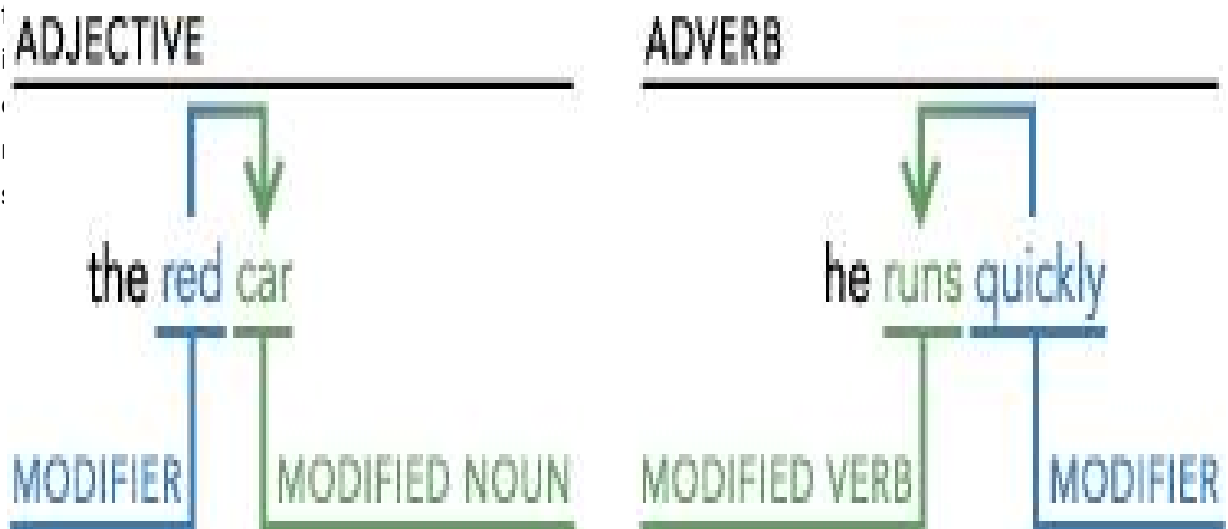 ADJECTIVE
the red car
MODIFIER MODIFIED NOUN
ADVERB
he runs quickly
MODIFIED VERB MODIFIER